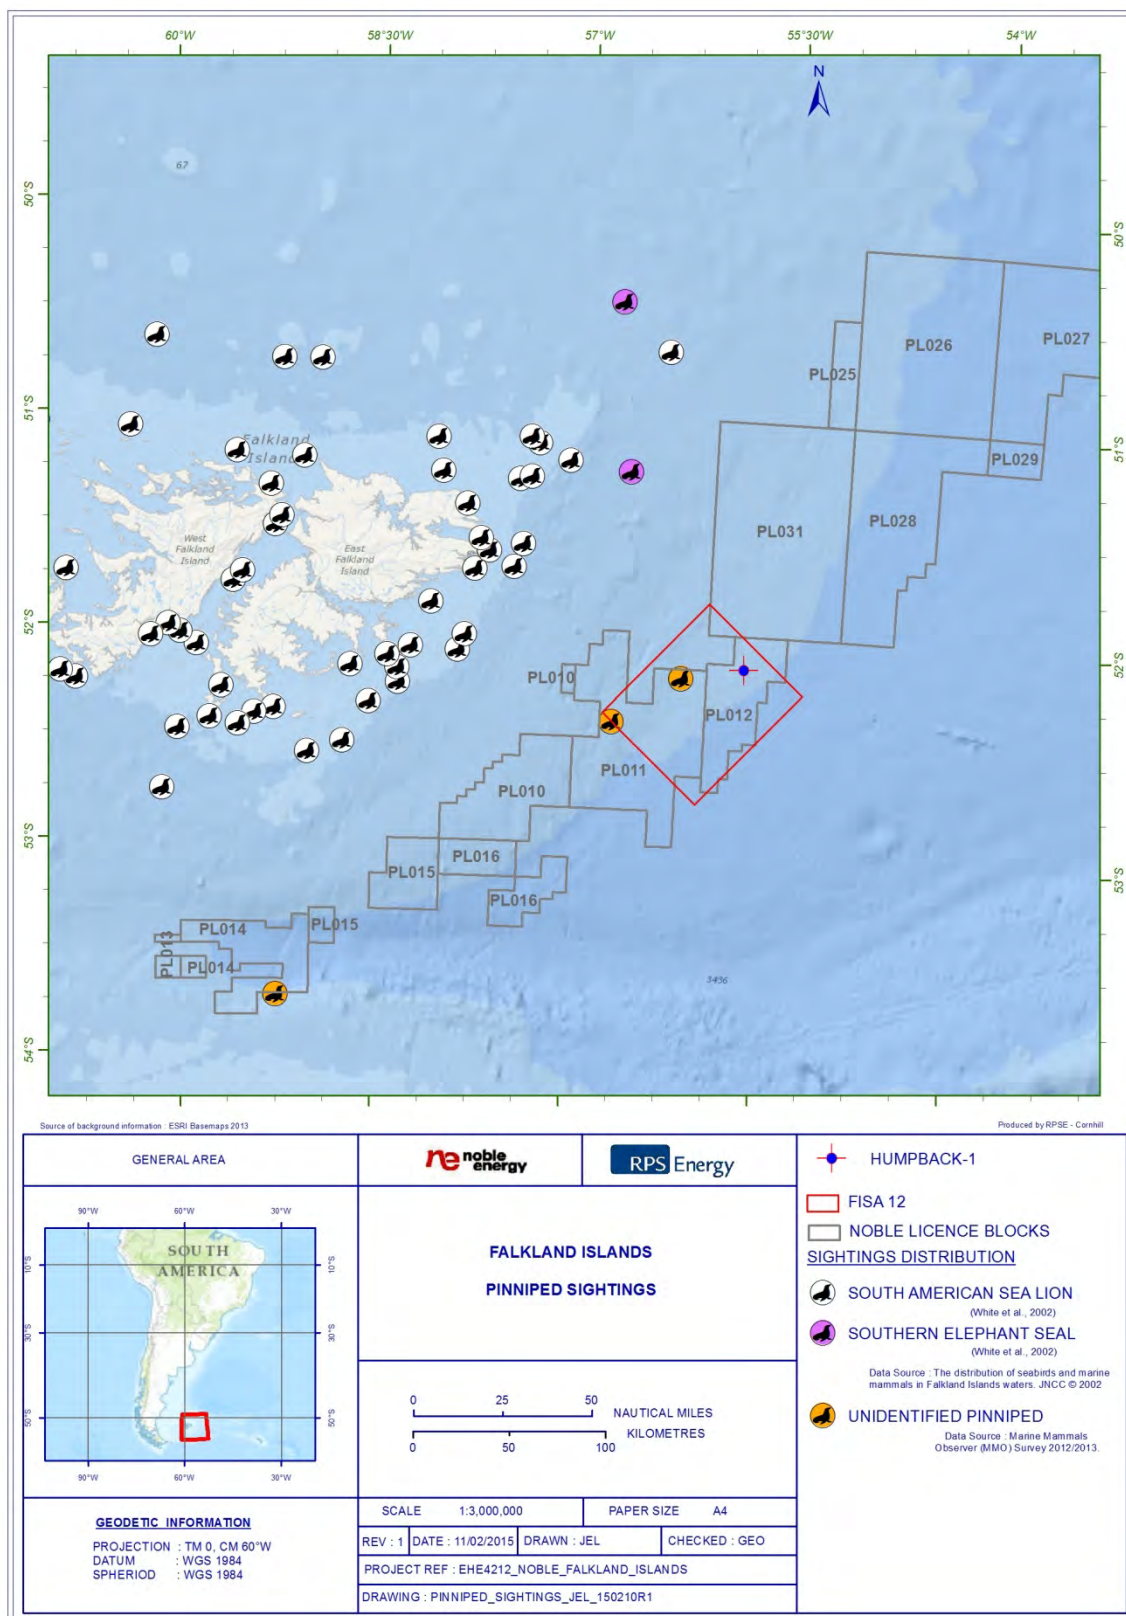 60°W 58°30'W 57°W 55°30'W 54°W
N
67
50°S
50°S
PL026
PL027
PL025
51°S
Falkland
Islands
51°S
PL029
PL031
PL028
West
Falkland
Island
East
Falkland
Island
52°S
52°S
PL010
PL012
PL011
PL010
53°S
PL016
PL015
53°S
PL016
PL014
PL015
PL013
PL014
3436
54°S
Source of background information : ESRI Basemaps 2013
Produced by RPSE - Cornhill
GENERAL AREA
90°W 60°W 30°W
SOUTH
AMERICA
10°S
10°S
30°S
30°S
50°S
50°S
90°W 60°W 30°W
GEODETIC INFORMATION
PROJECTION : TM 0, CM 60°W
DATUM : WGS 1984
SPHERIOD : WGS 1984
ne noble
energy
RPS Energy
FALKLAND ISLANDS
PINNIPED SIGHTINGS
0 25 50
NAUTICAL MILES
KILOMETRES
0 50 100
SCALE 1:3,000,000 PAPER SIZE A4
REV : 1 DATE : 11/02/2015 DRAWN : JEL CHECKED : GEO
PROJECT REF : EHE4212_NOBLE_FALKLAND_ISLANDS
DRAWING : PINNIPED_SIGHTINGS_JEL_150210R1
HUMPBACK-1
FISA 12
NOBLE LICENCE BLOCKS
SIGHTINGS DISTRIBUTION
SOUTH AMERICAN SEA LION
(White et al., 2002)
SOUTHERN ELEPHANT SEAL
(White et al., 2002)
Data Source : The distribution of seabirds and marine
mammals in Falkland Islands waters. JNCC © 2002
UNIDENTIFIED PINNIPED
Data Source : Marine Mammals
Observer (MMO) Survey 2012/2013.